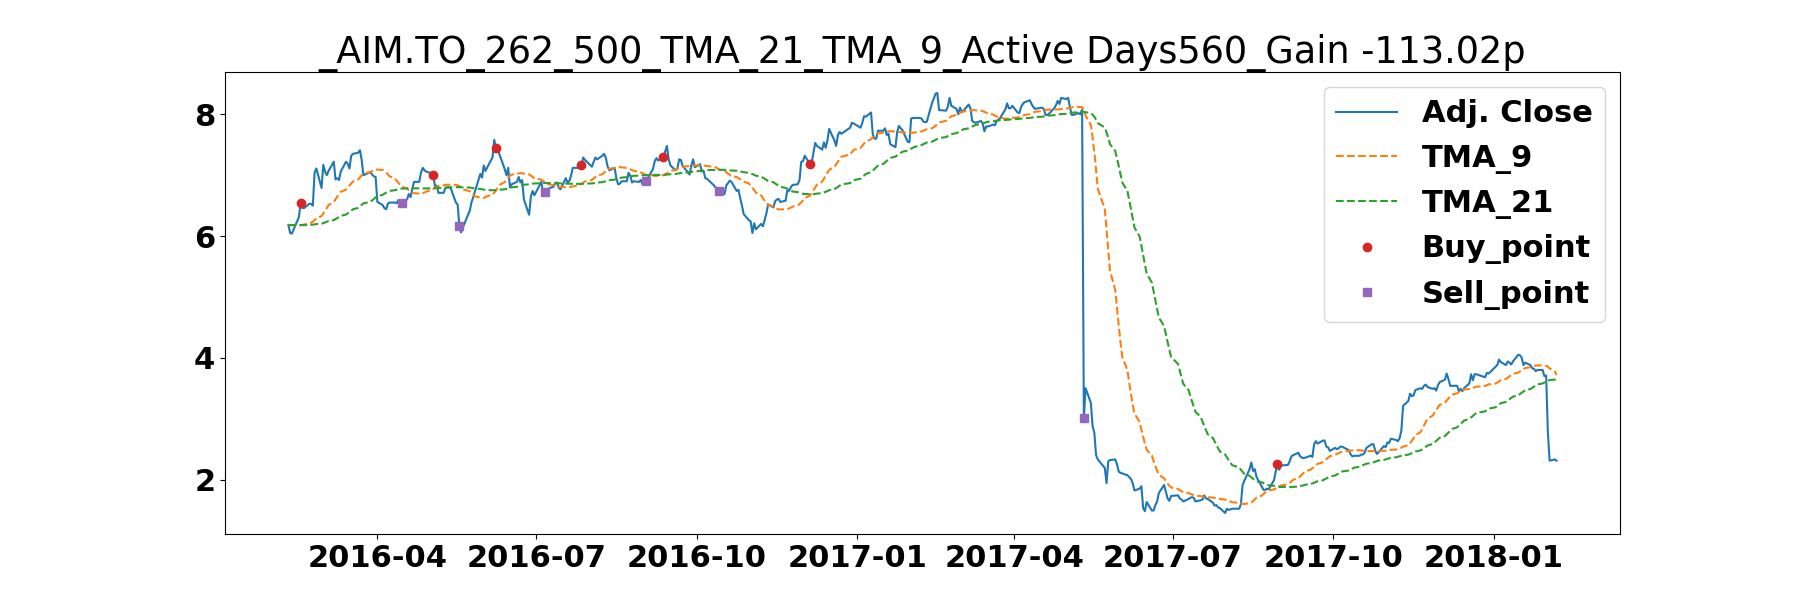 _AIM.TO_262_500_TMA_21_TMA_9_Active Days560_Gain -113.02p
8
6
4
2
Adj. Close
TMA_9
TMA_21
Buy_point
Sell_point
2016-04 2016-07 2016-10 2017-01 2017-04 2017-07 2017-10 2018-01